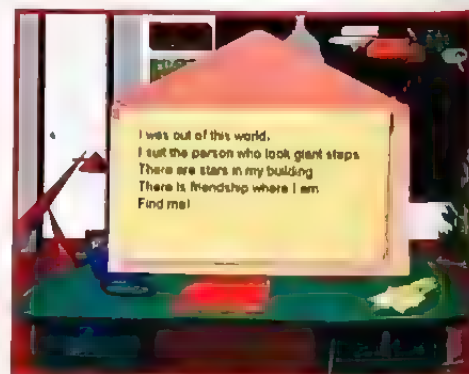 I was out of this world.
I suit the person who took giant steps
There are stars in my building
There is friendship where I am
Find me!